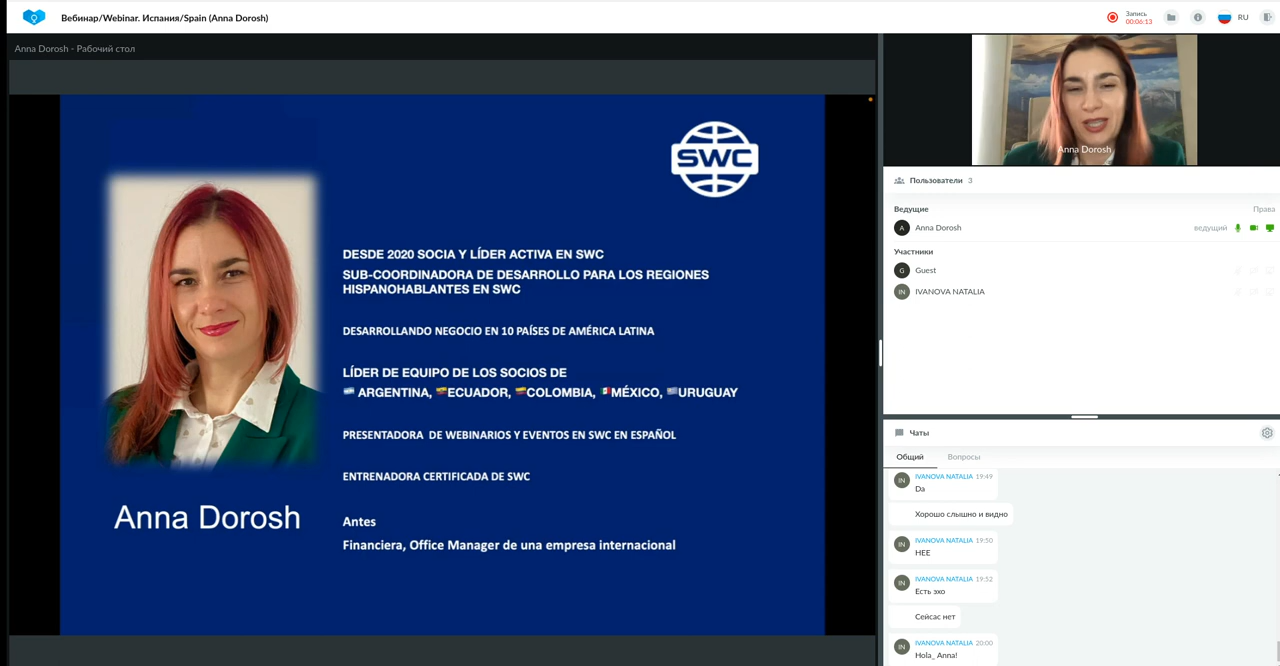 Вебинар/Webinar. Испания/Spain (Anna Dorosh)
Запись
00:06:13
RU
Anna Dorosh - Рабочий стол
SWC
DESDE 2020 SOCIA Y LÍDER ACTIVA EN SWC
SUB-COORDINADORA DE DESARROLLO PARA LOS REGIONES
HISPANOHABLANTES EN SWC
DESARROLLANDO NEGOCIO EN 10 PAÍSES DE AMÉRICA LATINA
LÍDER DE EQUIPO DE LOS SOCIOS DE
ARGENTINA, ECUADOR, COLOMBIA, MÉXICO, URUGUAY
PRESENTADORA DE WEBINARIOS Y EVENTOS EN SWC EN ESPAÑOL
ENTRENADORA CERTIFICADA DE SWC
Antes
Financiera, Office Manager de una empresa internacional
Anna Dorosh
Anna Dorosh
Пользователи 3
Ведущие Права
A Anna Dorosh ведущий
Участники
G Guest
IN IVANOVA NATALIA
Чаты
Общий Вопросы
IN IVANOVA NATALIA 19:49
Da
Хорошо слышно и видно
IN IVANOVA NATALIA 19:50
НЕЕ
IN IVANOVA NATALIA 19:52
Есть эхо
Сейсас нет
IN IVANOVA NATALIA 20:00
Hola_ Anna!